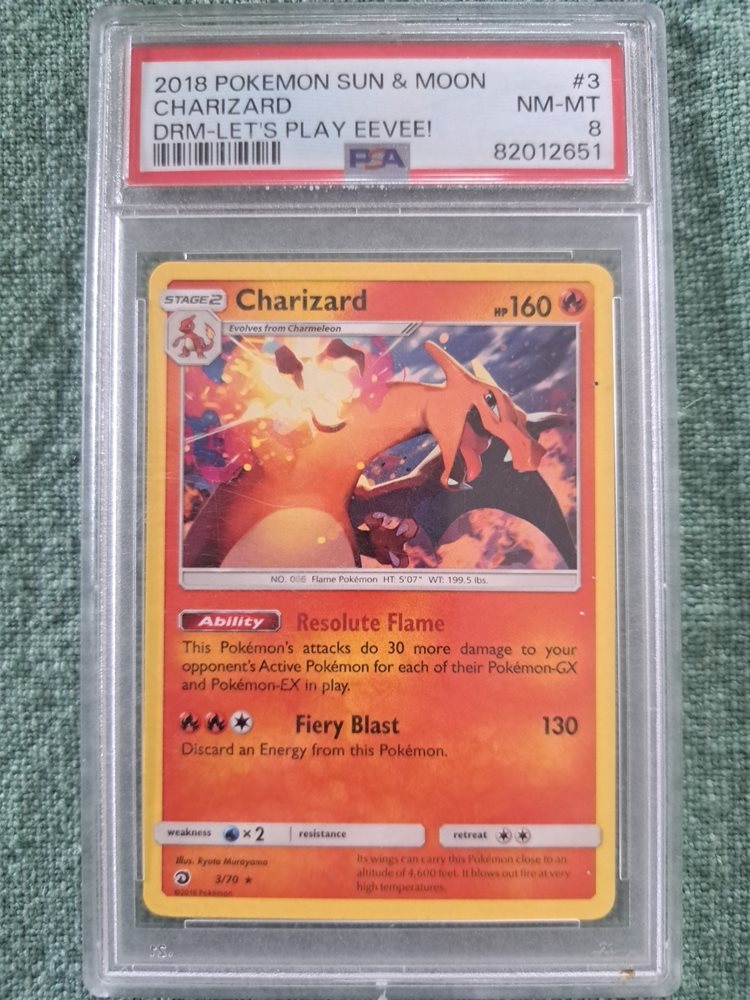 2018 POKEMON SUN & MOON #3
CHARIZARD NM-MT
DRM-LET'S PLAY EEVEE! 8
PSA 82012651
STAGE 2 Charizard HP 160
Evolves from Charmeleon
NO. 006 Flame Pokémon HT: 5'07" WT: 199.5 lbs.
Ability Resolute Flame
This Pokémon's attacks do 30 more damage to your
opponent's Active Pokémon for each of their Pokémon-GX
and Pokémon-EX in play.
Fiery Blast 130
Discard an Energy from this Pokémon.
weakness ×2 resistance retreat
Illus. Kyoto Murayama
3/70
©2018 Pokémon
Its wings can carry this Pokémon close to an
altitude of 4,600 feet. It blows out fire at very
high temperatures.